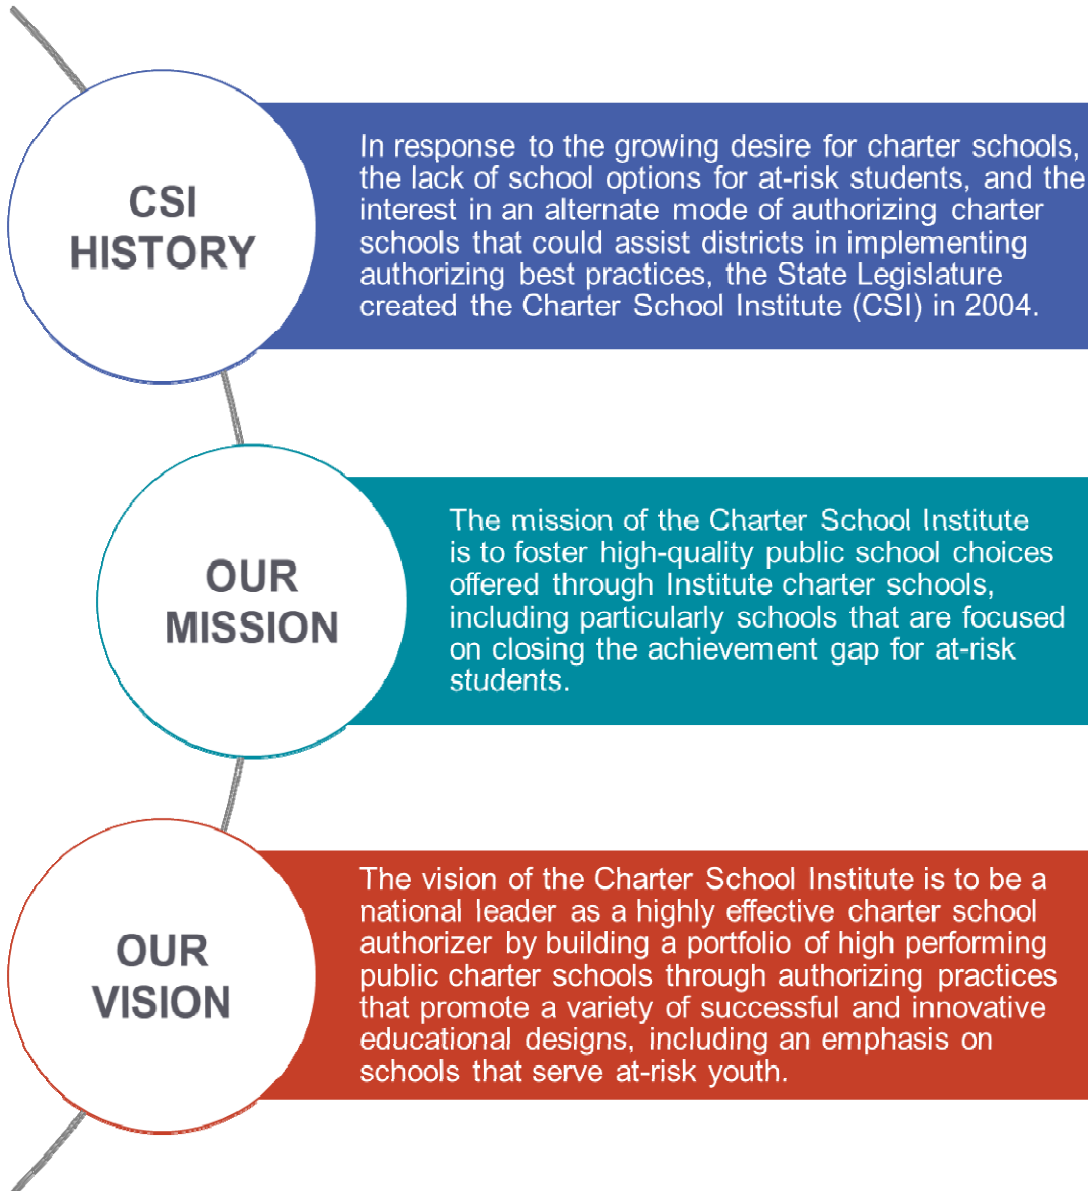 CSI
HISTORY
In response to the growing desire for charter schools,
the lack of school options for at-risk students, and the
interest in an alternate mode of authorizing charter
schools that could assist districts in implementing
authorizing best practices, the State Legislature
created the Charter School Institute (CSI) in 2004.
OUR
MISSION
The mission of the Charter School Institute
is to foster high-quality public school choices
offered through Institute charter schools,
including particularly schools that are focused
on closing the achievement gap for at-risk
students.
OUR
VISION
The vision of the Charter School Institute is to be a
national leader as a highly effective charter school
authorizer by building a portfolio of high performing
public charter schools through authorizing practices
that promote a variety of successful and innovative
educational designs, including an emphasis on
schools that serve at-risk youth.